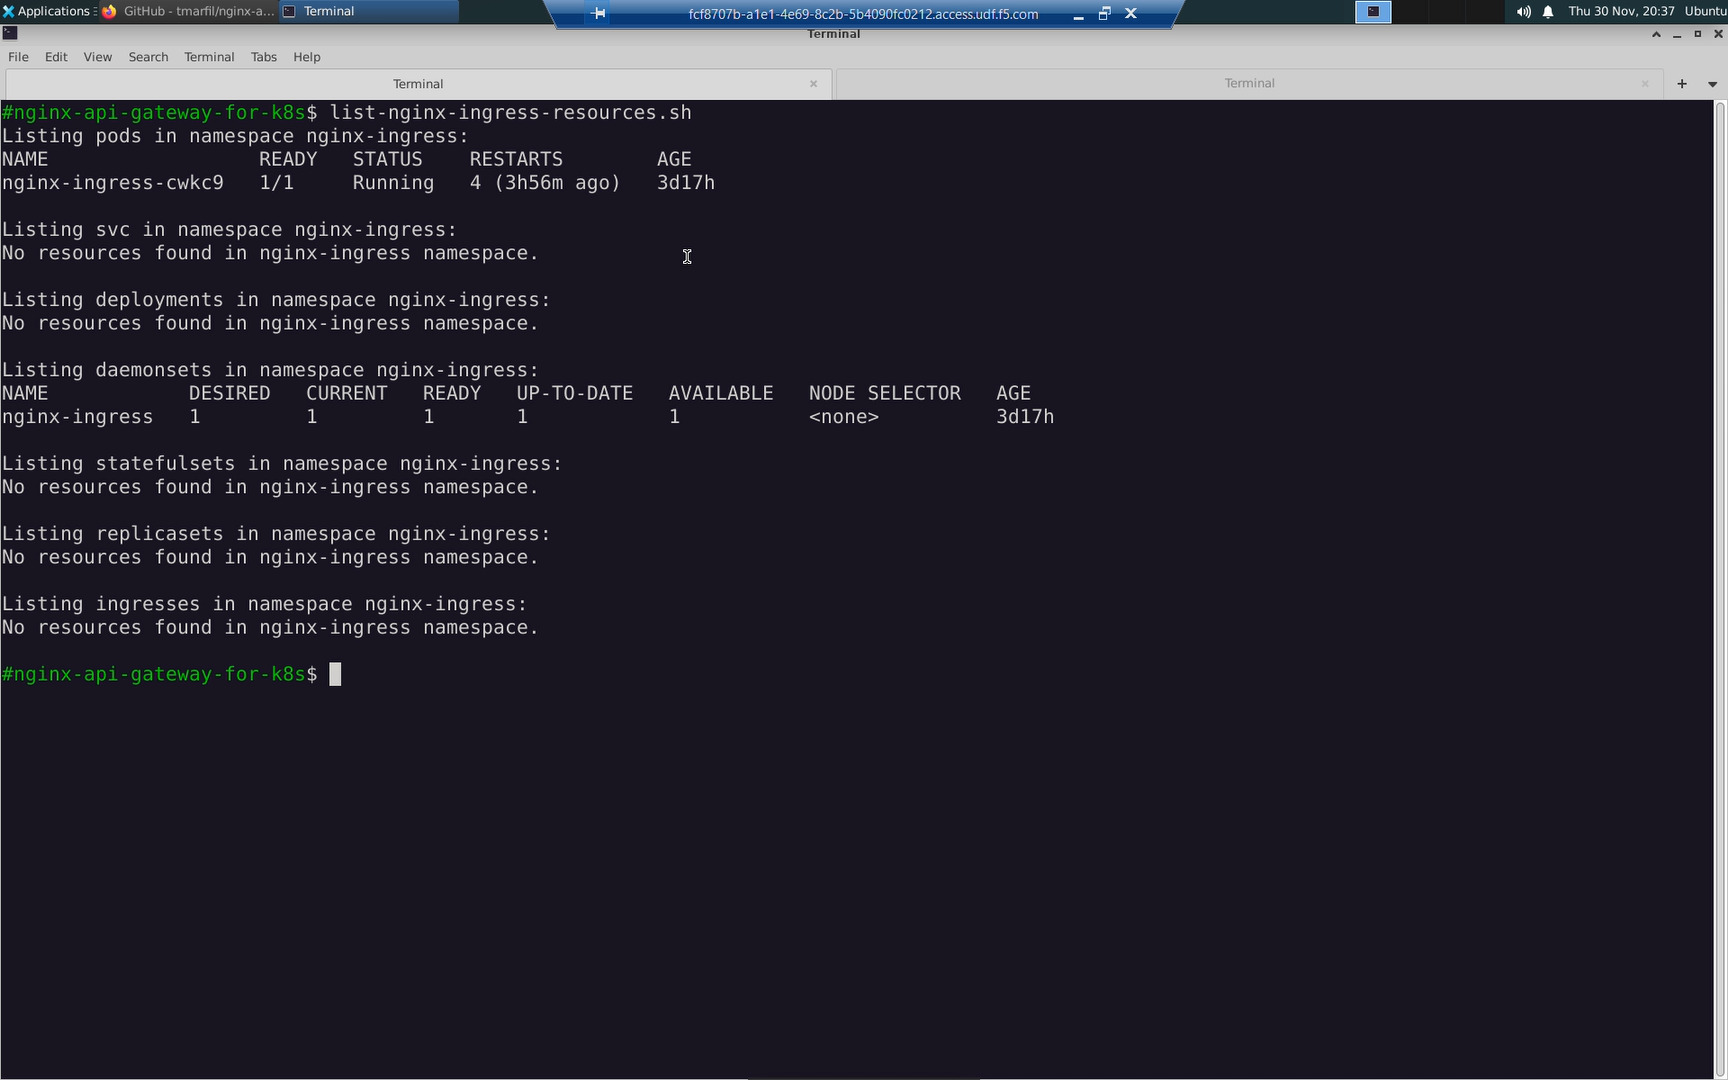 Applications
GitHub - tmarfil/nginx-a...
Terminal
fcf8707b-a1e1-4e69-8c2b-5b4090fc0212.access.udf.f5.com
Thu 30 Nov, 20:37
Ubuntu
Terminal
File Edit View Search Terminal Tabs Help
Terminal
Terminal
#nginx-api-gateway-for-k8s$ list-nginx-ingress-resources.sh
Listing pods in namespace nginx-ingress:
NAME READY STATUS RESTARTS AGE
nginx-ingress-cwkc9 1/1 Running 4 (3h56m ago) 3d17h
Listing svc in namespace nginx-ingress:
No resources found in nginx-ingress namespace.
Listing deployments in namespace nginx-ingress:
No resources found in nginx-ingress namespace.
Listing daemonsets in namespace nginx-ingress:
NAME DESIRED CURRENT READY UP-TO-DATE AVAILABLE NODE SELECTOR AGE
nginx-ingress 1 1 1 1 1 <none> 3d17h
Listing statefulsets in namespace nginx-ingress:
No resources found in nginx-ingress namespace.
Listing replicasets in namespace nginx-ingress:
No resources found in nginx-ingress namespace.
Listing ingresses in namespace nginx-ingress:
No resources found in nginx-ingress namespace.
#nginx-api-gateway-for-k8s$